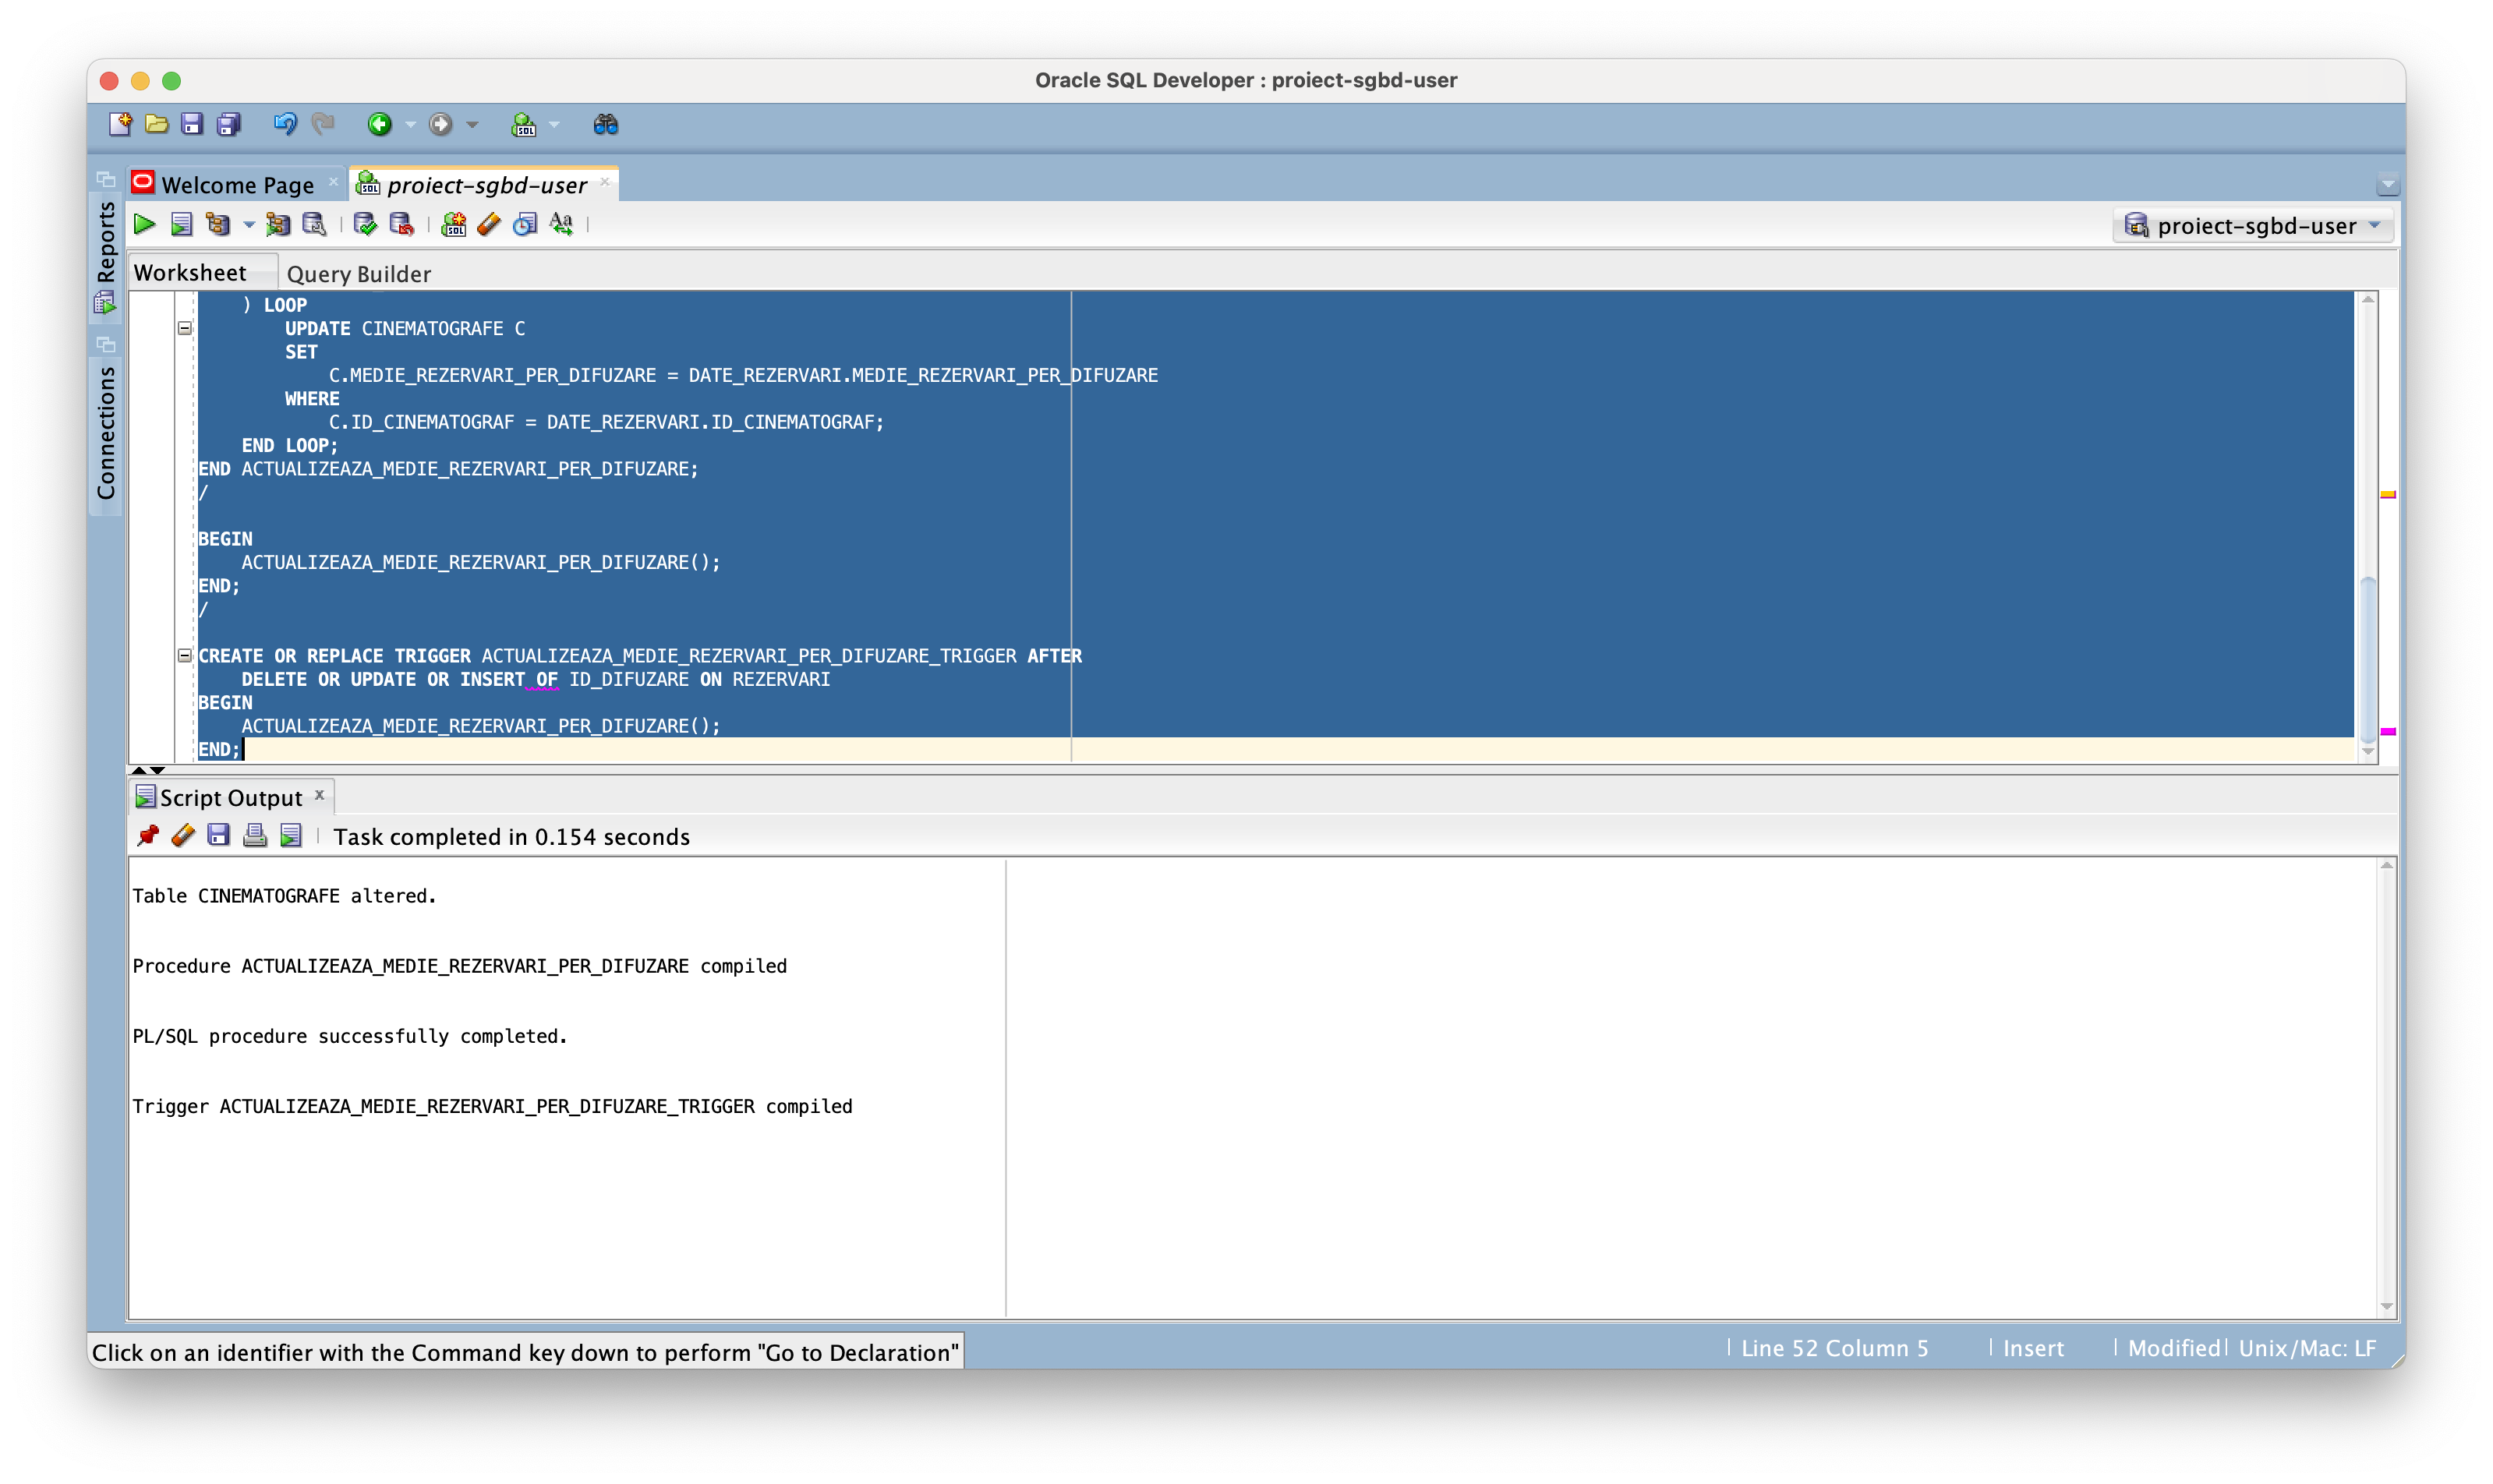 Oracle SQL Developer : proiect-sgbd-user
Welcome Page
proiect-sgbd-user
Reports
Connections
proiect-sgbd-user
Worksheet
Query Builder
) LOOP
UPDATE CINEMATOGRAFE C
SET
C.MEDIE_REZERVARI_PER_DIFUZARE = DATE_REZERVARI.MEDIE_REZERVARI_PER_DIFUZARE
WHERE
C.ID_CINEMATOGRAF = DATE_REZERVARI.ID_CINEMATOGRAF;
END LOOP;
END ACTUALIZEAZA_MEDIE_REZERVARI_PER_DIFUZARE;
/
BEGIN
ACTUALIZEAZA_MEDIE_REZERVARI_PER_DIFUZARE();
END;
/
CREATE OR REPLACE TRIGGER ACTUALIZEAZA_MEDIE_REZERVARI_PER_DIFUZARE_TRIGGER AFTER
DELETE OR UPDATE OR INSERT OF ID_DIFUZARE ON REZERVARI
BEGIN
ACTUALIZEAZA_MEDIE_REZERVARI_PER_DIFUZARE();
END;
Script Output
Task completed in 0.154 seconds
Table CINEMATOGRAFE altered.
Procedure ACTUALIZEAZA_MEDIE_REZERVARI_PER_DIFUZARE compiled
PL/SQL procedure successfully completed.
Trigger ACTUALIZEAZA_MEDIE_REZERVARI_PER_DIFUZARE_TRIGGER compiled
Click on an identifier with the Command key down to perform "Go to Declaration"
Line 52 Column 5
Insert
Modified
Unix/Mac: LF